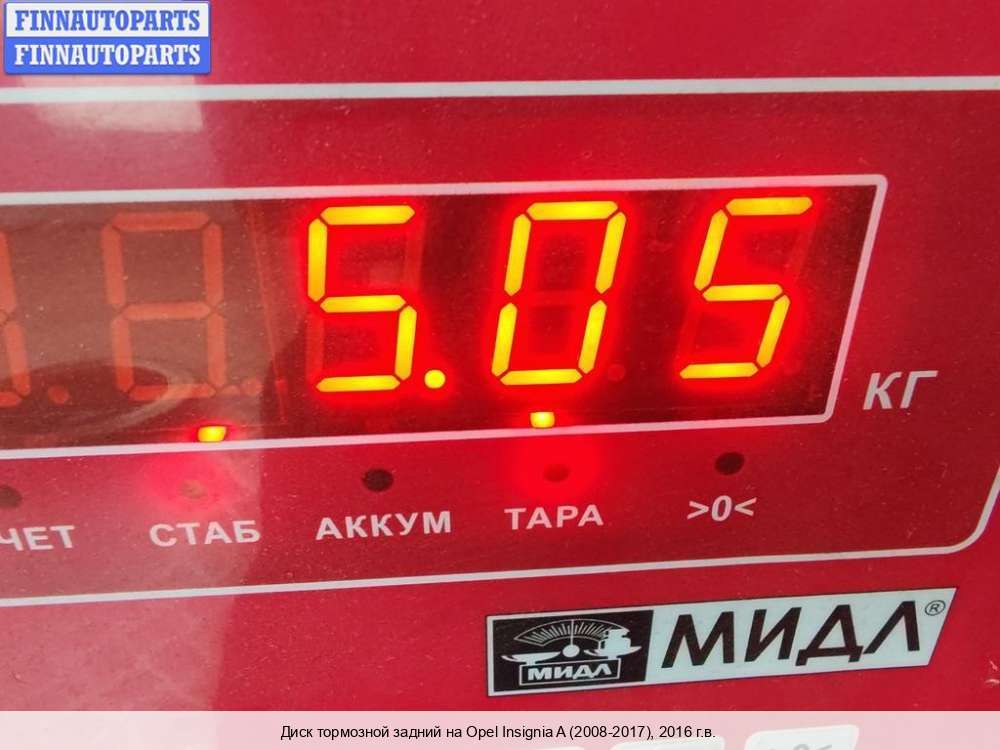 FINNAUTOPARTS
FINNAUTOPARTS
5.05
КГ
ЧЕТ СТАБ АККУМ ТАРА >0<
МИДЛ МИДЛ®
Диск тормозной задний на Opel Insignia A (2008-2017), 2016 г.в.